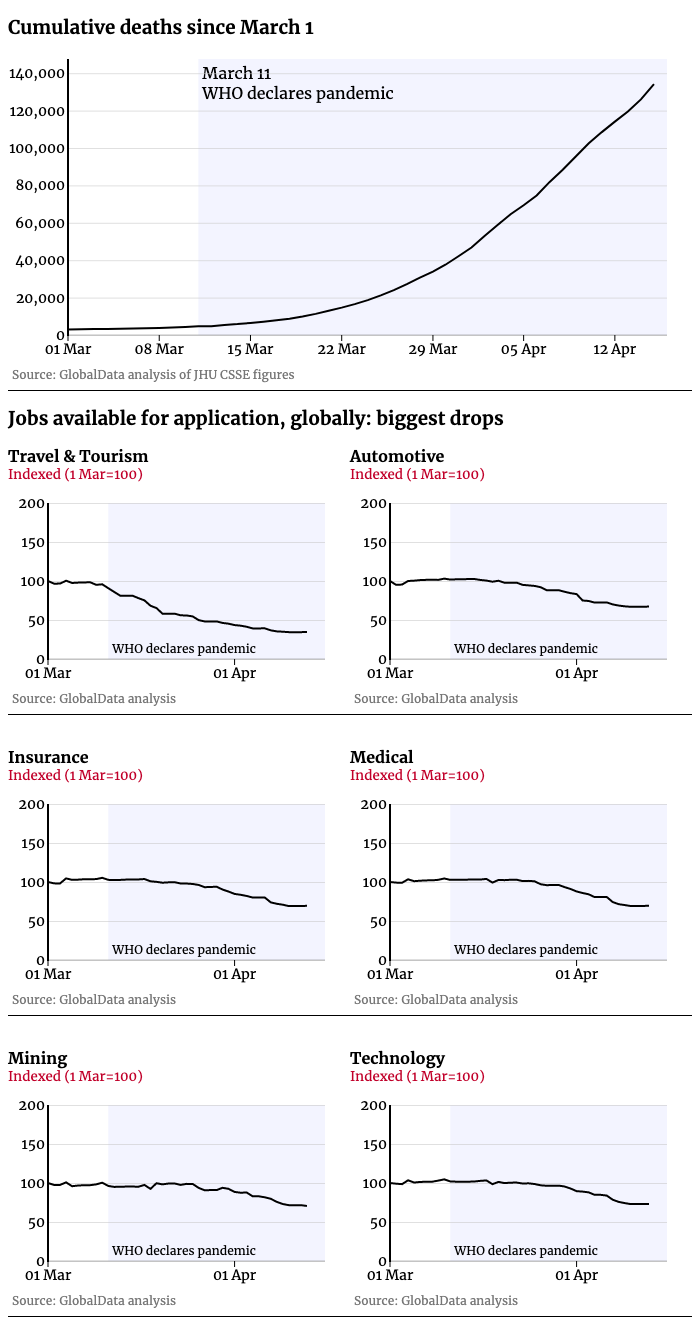 Cumulative deaths since March 1
140,000
120,000
100,000
80,000
60,000
40,000
20,000
0
March 11
WHO declares pandemic
01 Mar 08 Mar 15 Mar 22 Mar 29 Mar 05 Apr 12 Apr
Source: GlobalData analysis of JHU CSSE figures
Jobs available for application, globally: biggest drops
Travel & Tourism
Indexed (1 Mar=100)
200
150
100
50
0
WHO declares pandemic
01 Mar 01 Apr
Source: GlobalData analysis
Automotive
Indexed (1 Mar=100)
200
150
100
50
0
WHO declares pandemic
01 Mar 01 Apr
Source: GlobalData analysis
Insurance
Indexed (1 Mar=100)
200
150
100
50
0
WHO declares pandemic
01 Mar 01 Apr
Source: GlobalData analysis
Medical
Indexed (1 Mar=100)
200
150
100
50
0
WHO declares pandemic
01 Mar 01 Apr
Source: GlobalData analysis
Mining
Indexed (1 Mar=100)
200
150
100
50
0
WHO declares pandemic
01 Mar 01 Apr
Source: GlobalData analysis
Technology
Indexed (1 Mar=100)
200
150
100
50
0
WHO declares pandemic
01 Mar 01 Apr
Source: GlobalData analysis